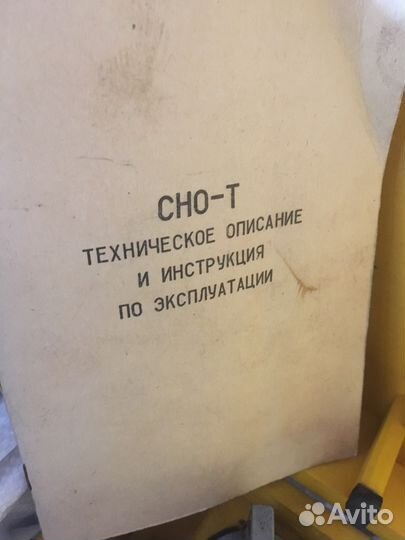 СНО-Т
ТЕХНИЧЕСКОЕ ОПИСАНИЕ
И ИНСТРУКЦИЯ
ПО ЭКСПЛУАТАЦИИ
Avito